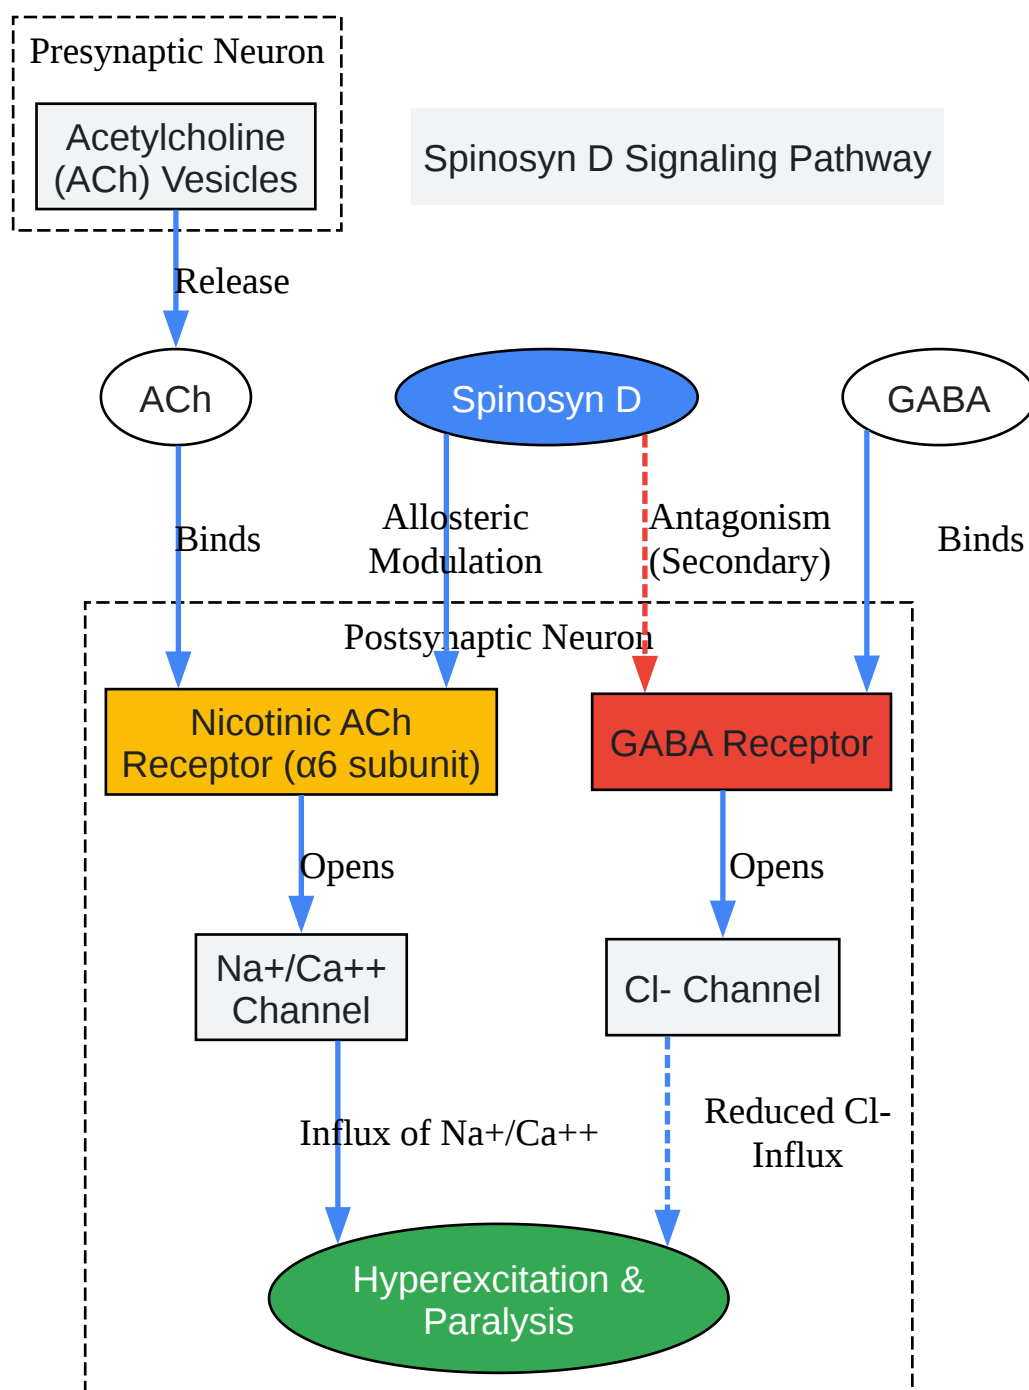 Presynaptic Neuron
Acetylcholine
(ACh) Vesicles
Spinosyn D Signaling Pathway
Release
ACh
Spinosyn D
GABA
Binds
Allosteric
Modulation
Antagonism
(Secondary)
Binds
Postsynaptic Neuron
Nicotinic ACh
Receptor (α6 subunit)
GABA Receptor
Opens
Opens
Na+/Ca++
Channel
Cl- Channel
Influx of Na+/Ca++
Reduced Cl-
Influx
Hyperexcitation &
Paralysis